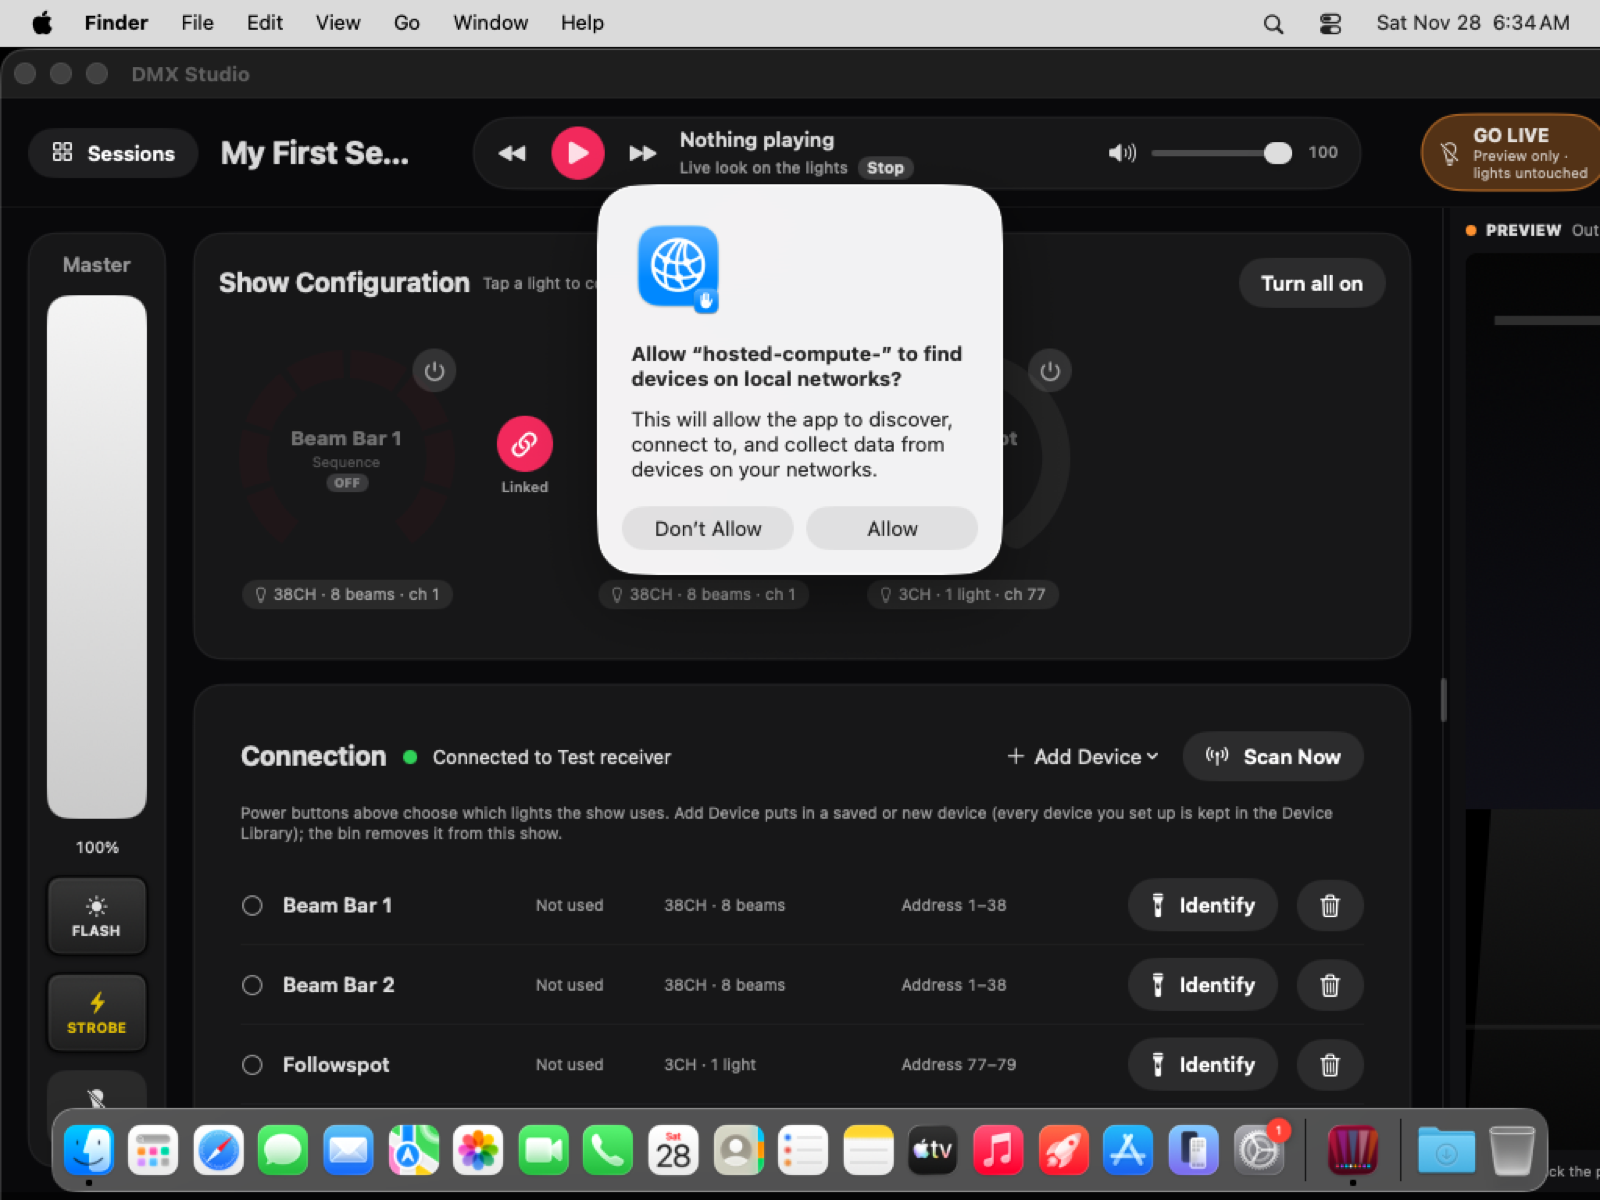 Finder File Edit View Go Window Help Sat Nov 28 6:34 AM
DMX Studio
Sessions
My First Se...
Nothing playing
Live look on the lights Stop
100
GO LIVE
Preview only ·
lights untouched
Master
100%
FLASH
STROBE
Show Configuration
Turn all on
Beam Bar 1
Sequence
OFF
Linked
38CH · 8 beams · ch 1
38CH · 8 beams · ch 1
3CH · 1 light · ch 77
PREVIEW
Allow “hosted-compute-” to find
devices on local networks?
This will allow the app to discover,
connect to, and collect data from
devices on your networks.
Don’t Allow
Allow
Connection Connected to Test receiver
Add Device
Scan Now
Power buttons above choose which lights the show uses. Add Device puts in a saved or new device (every device you set up is kept in the Device
Library); the bin removes it from this show.
Beam Bar 1 Not used 38CH · 8 beams Address 1–38 Identify
Beam Bar 2 Not used 38CH · 8 beams Address 1–38 Identify
Followspot Not used 3CH · 1 light Address 77–79 Identify
Sat
28
tv
1